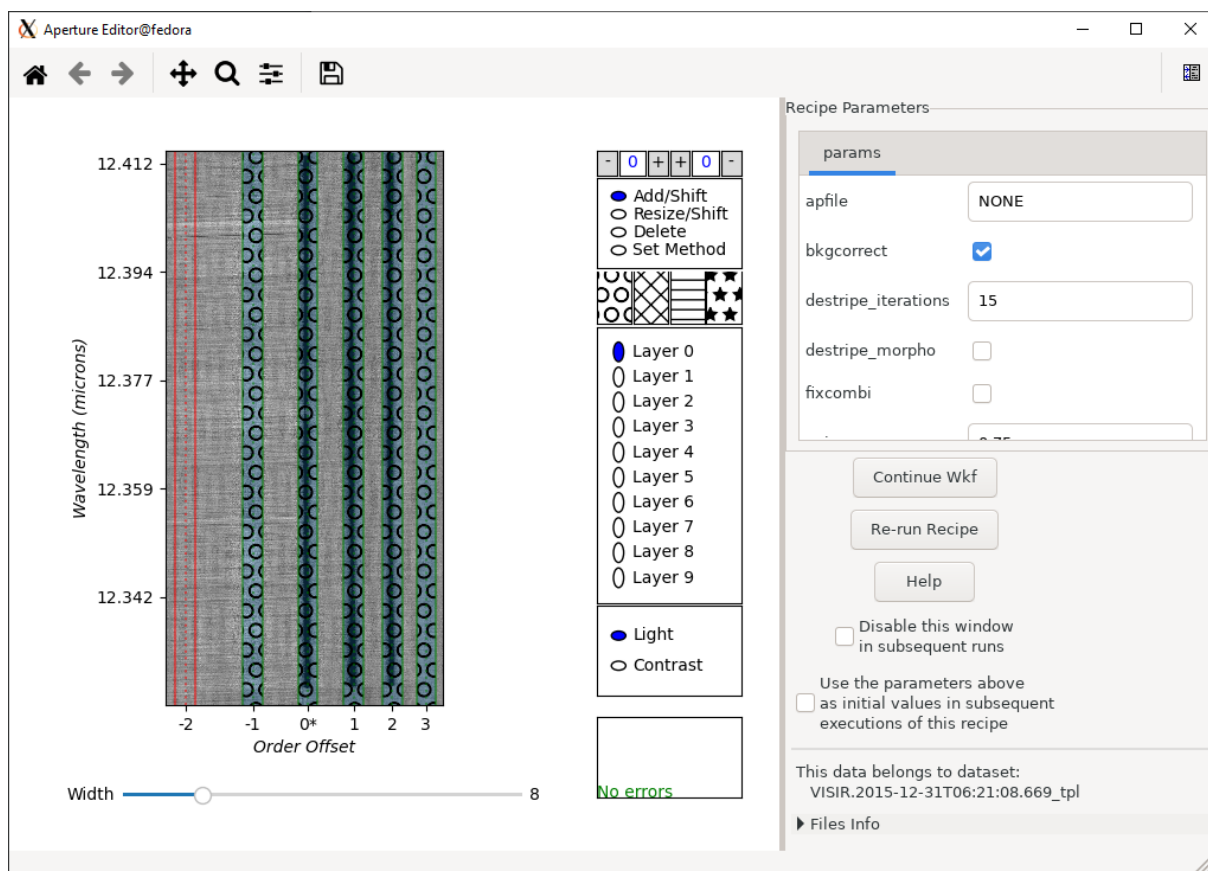 Aperture Editor@fedora
Recipe Parameters
params
apfile NONE
bkgcorrect
destripe_iterations 15
destripe_morpho
fixcombi
Continue Wkf
Re-run Recipe
Help
Disable this window
in subsequent runs
Use the parameters above
as initial values in subsequent
executions of this recipe
This data belongs to dataset:
VISIR.2015-12-31T06:21:08.669_tpl
Files Info
- 0 + + 0 -
Add/Shift
Resize/Shift
Delete
Set Method
Layer 0
Layer 1
Layer 2
Layer 3
Layer 4
Layer 5
Layer 6
Layer 7
Layer 8
Layer 9
Light
Contrast
No errors
12.412
12.394
12.377
12.359
12.342
Wavelength (microns)
-2 -1 0* 1 2 3
Order Offset
Width 8